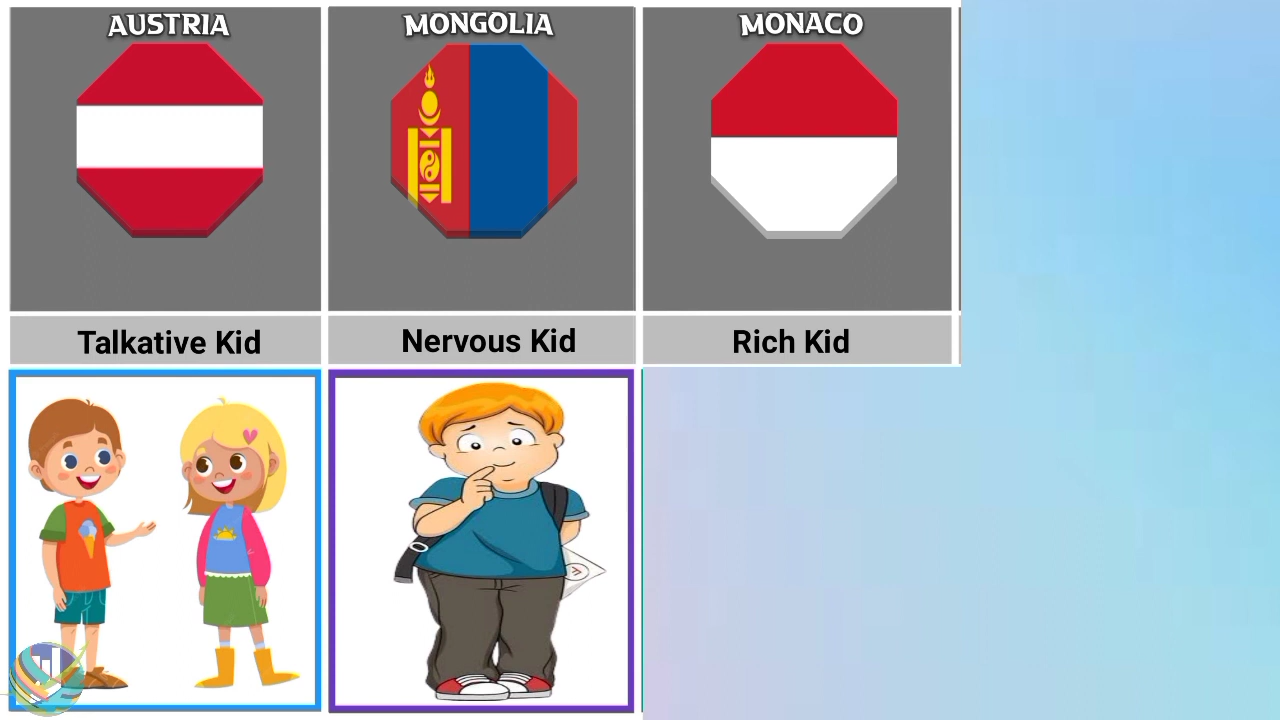 AUSTRIA
MONGOLIA
MONACO
Talkative Kid
Nervous Kid
Rich Kid